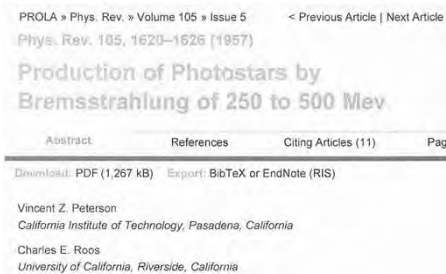 PROLA » Phys. Rev. » Volume 105 » Issue 5 < Previous Article | Next Article
Phys. Rev. 105, 1620–1626 (1957)
Production of Photostars by
Bremsstrahlung of 250 to 500 Mev
Abstract References Citing Articles (11) Pag
Download: PDF (1,267 kB) Export: BibTeX or EndNote (RIS)
Vincent Z. Peterson
California Institute of Technology, Pasadena, California
Charles E. Roos
University of California, Riverside, California